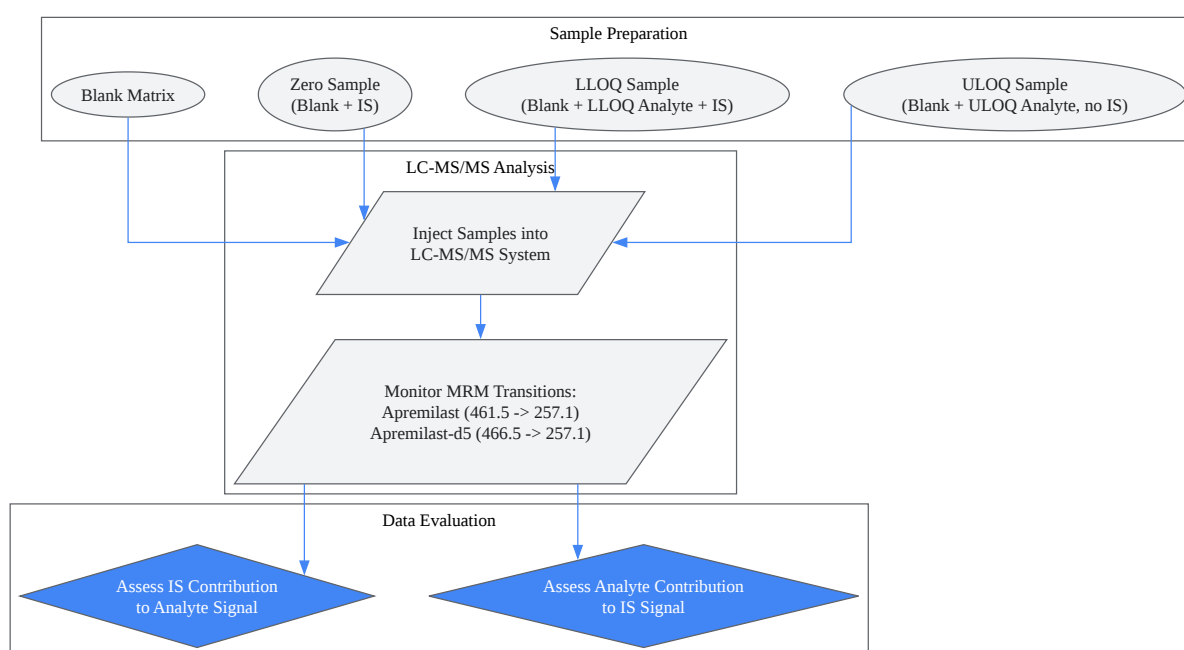 Sample Preparation
Blank Matrix
Zero Sample
(Blank + IS)
LLOQ Sample
(Blank + LLOQ Analyte + IS)
ULOQ Sample
(Blank + ULOQ Analyte, no IS)
LC-MS/MS Analysis
Inject Samples into
LC-MS/MS System
Monitor MRM Transitions:
Apremilast (461.5 -> 257.1)
Apremilast-d5 (466.5 -> 257.1)
Data Evaluation
Assess IS Contribution
to Analyte Signal
Assess Analyte Contribution
to IS Signal